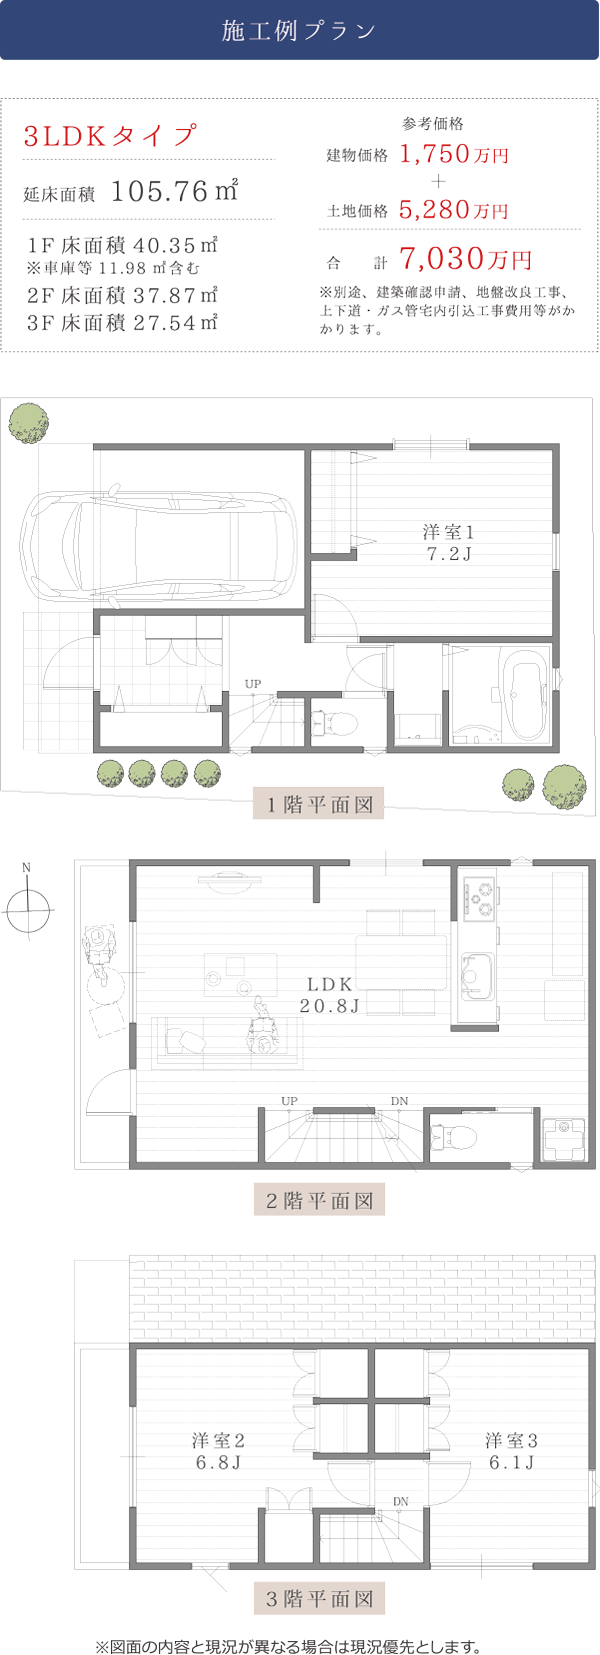 施工例プラン
3LDKタイプ
延床面積 105.76㎡
1F 床面積 40.35㎡
※車庫等 11.98 ㎡含む
2F 床面積 37.87㎡
3F 床面積 27.54㎡
参考価格
建物価格 1,750万円
＋
土地価格 5,280万円
合　計 7,030万円
※別途、建築確認申請、地盤改良工事、
上下道・ガス管宅内引込工事費用等がか
かります。
洋室1
7.2J
UP
1階平面図
N
LDK
20.8J
UP
DN
2階平面図
洋室2
6.8J
洋室3
6.1J
DN
3階平面図
※図面の内容と現況が異なる場合は現況優先とします。